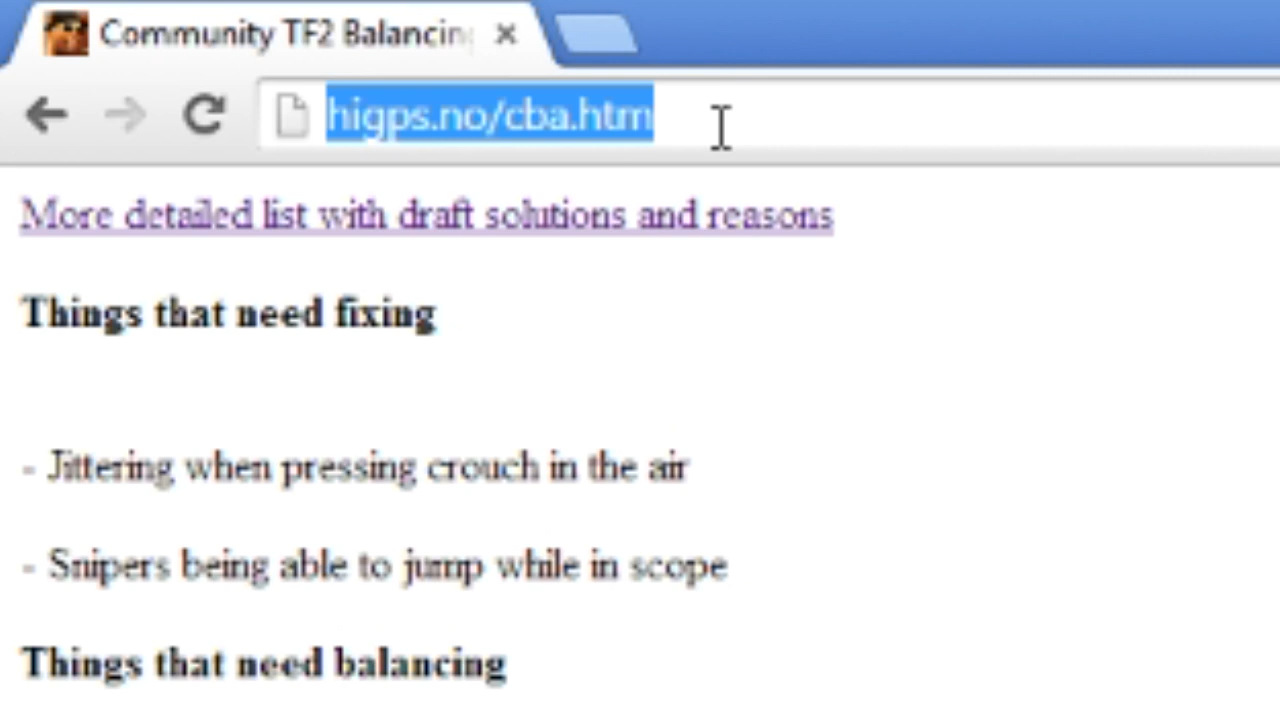 Community TF2 Balancing
higps.no/cba.htm
More detailed list with draft solutions and reasons
Things that need fixing
- Jittering when pressing crouch in the air
- Snipers being able to jump while in scope
Things that need balancing